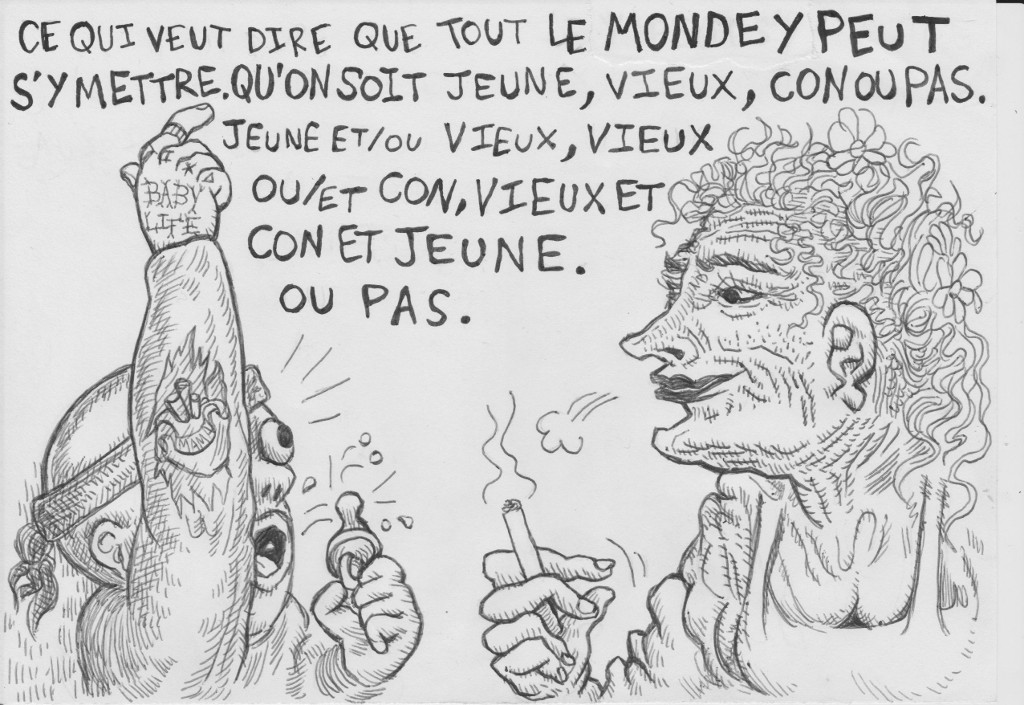 CE QUI VEUT DIRE QUE TOUT LE MONDE Y PEUT
S'Y METTRE. QU'ON SOIT JEUNE, VIEUX, CON OU PAS.
JEUNE ET/OU VIEUX, VIEUX
OU/ET CON, VIEUX ET
CON ET JEUNE.
OU PAS.
BABY
LIFE